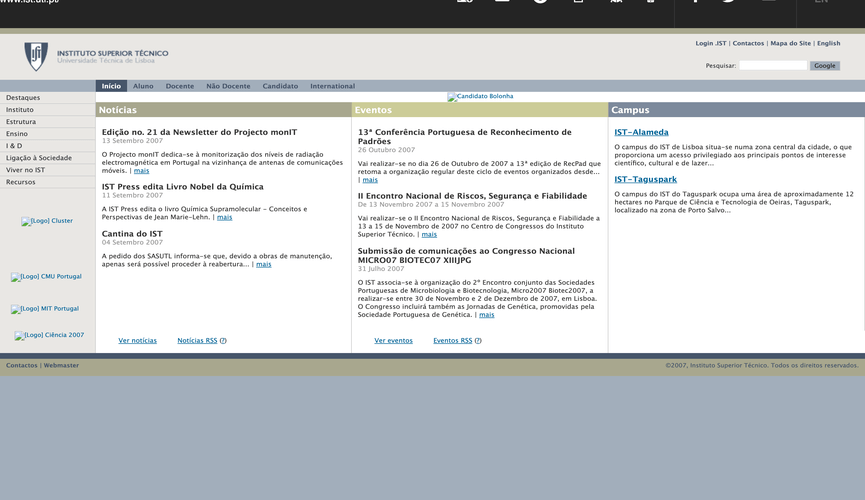 www.ist.utl.pt
EN
INSTITUTO SUPERIOR TÉCNICO
Universidade Técnica de Lisboa
Login .IST | Contactos | Mapa do Site | English
Pesquisar:
Google
Início
Aluno
Docente
Não Docente
Candidato
International
Destaques
Instituto
Estrutura
Ensino
I & D
Ligação à Sociedade
Viver no IST
Recursos
[Logo] Cluster
[Logo] CMU Portugal
[Logo] MIT Portugal
[Logo] Ciência 2007
Candidato Bolonha
Notícias
Edição no. 21 da Newsletter do Projecto monIT
13 Setembro 2007
O Projecto monIT dedica-se à monitorização dos níveis de radiação
electromagnética em Portugal na vizinhança de antenas de comunicações
móveis. | mais
IST Press edita Livro Nobel da Química
11 Setembro 2007
A IST Press edita o livro Química Supramolecular - Conceitos e
Perspectivas de Jean Marie-Lehn. | mais
Cantina do IST
04 Setembro 2007
A pedido dos SASUTL informa-se que, devido a obras de manutenção,
apenas será possível proceder à reabertura... | mais
Ver notícias
Notícias RSS (?)
Eventos
13ª Conferência Portuguesa de Reconhecimento de
Padrões
26 Outubro 2007
Vai realizar-se no dia 26 de Outubro de 2007 a 13ª edição de RecPad que
retoma a organização regular deste ciclo de eventos organizados desde...
| mais
II Encontro Nacional de Riscos, Segurança e Fiabilidade
De 13 Novembro 2007 a 15 Novembro 2007
Vai realizar-se o II Encontro Nacional de Riscos, Segurança e Fiabilidade a
13 a 15 de Novembro de 2007 no Centro de Congressos do Instituto
Superior Técnico. | mais
Submissão de comunicações ao Congresso Nacional
MICRO07 BIOTEC07 XIIIJPG
31 Julho 2007
O IST associa-se à organização do 2º Encontro conjunto das Sociedades
Portuguesas de Microbiologia e Biotecnologia, Micro2007 Biotec2007, a
realizar-se entre 30 de Novembro e 2 de Dezembro de 2007, em Lisboa.
O Congresso incluirá também as Jornadas de Genética, promovidas pela
Sociedade Portuguesa de Genética. | mais
Ver eventos
Eventos RSS (?)
Campus
IST-Alameda
O campus do IST de Lisboa situa-se numa zona central da cidade, o que
proporciona um acesso privilegiado aos principais pontos de interesse
científico, cultural e de lazer...
IST-Taguspark
O campus do IST do Taguspark ocupa uma área de aproximadamente 12
hectares no Parque de Ciência e Tecnologia de Oeiras, Taguspark,
localizado na zona de Porto Salvo...
Contactos | Webmaster
©2007, Instituto Superior Técnico. Todos os direitos reservados.